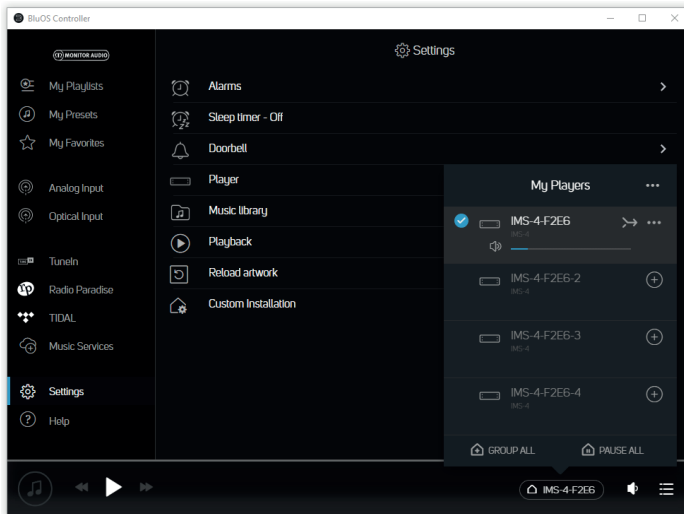 BluOS Controller
MONITOR AUDIO
My Playlists
My Presets
My Favorites
Analog Input
Optical Input
TuneIn
Radio Paradise
TIDAL
Music Services
Settings
Help
Settings
Alarms
Sleep timer - Off
Doorbell
Player
Music library
Playback
Reload artwork
Custom Installation
My Players
IMS-4-F2E6
IMS-4
IMS-4-F2E6-2
IMS-4
IMS-4-F2E6-3
IMS-4
IMS-4-F2E6-4
IMS-4
GROUP ALL
PAUSE ALL
IMS-4-F2E6